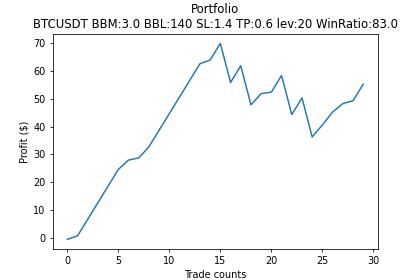 Portfolio
BTCUSDT BBM:3.0 BBL:140 SL:1.4 TP:0.6 lev:20 WinRatio:83.0
70
60
50
40
30
20
10
0
Profit ($)
0 5 10 15 20 25 30
Trade counts